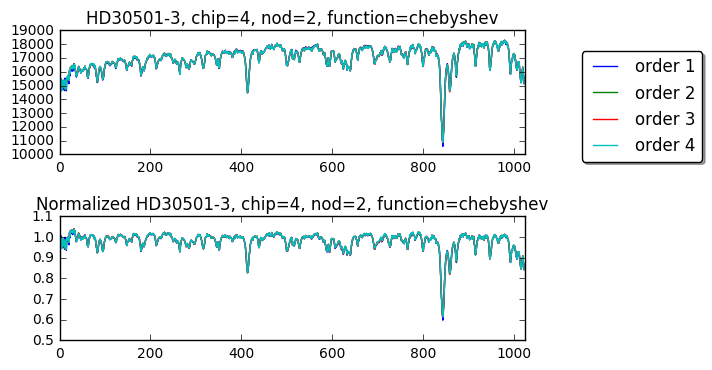 HD30501-3, chip=4, nod=2, function=chebyshev
19000
18000
17000
16000
15000
14000
13000
12000
11000
10000
0 200 400 600 800 1000
order 1
order 2
order 3
order 4
Normalized HD30501-3, chip=4, nod=2, function=chebyshev
1.1
1.0
0.9
0.8
0.7
0.6
0.5
0 200 400 600 800 1000